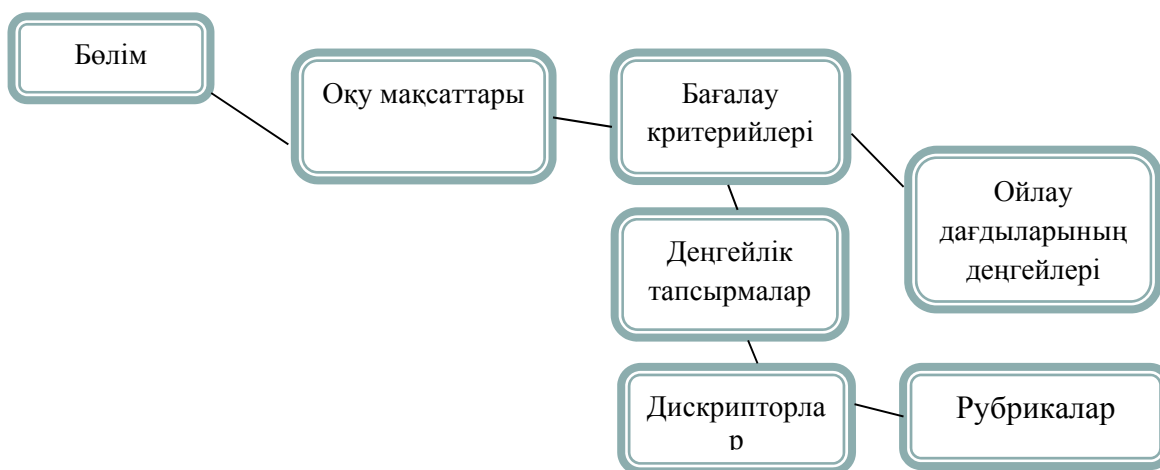 Бөлім
Оқу мақсаттары
Бағалау
критерийлері
Ойлау
дағдыларының
деңгейлері
Деңгейлік
тапсырмалар
Дискрипторла
р
Рубрикалар